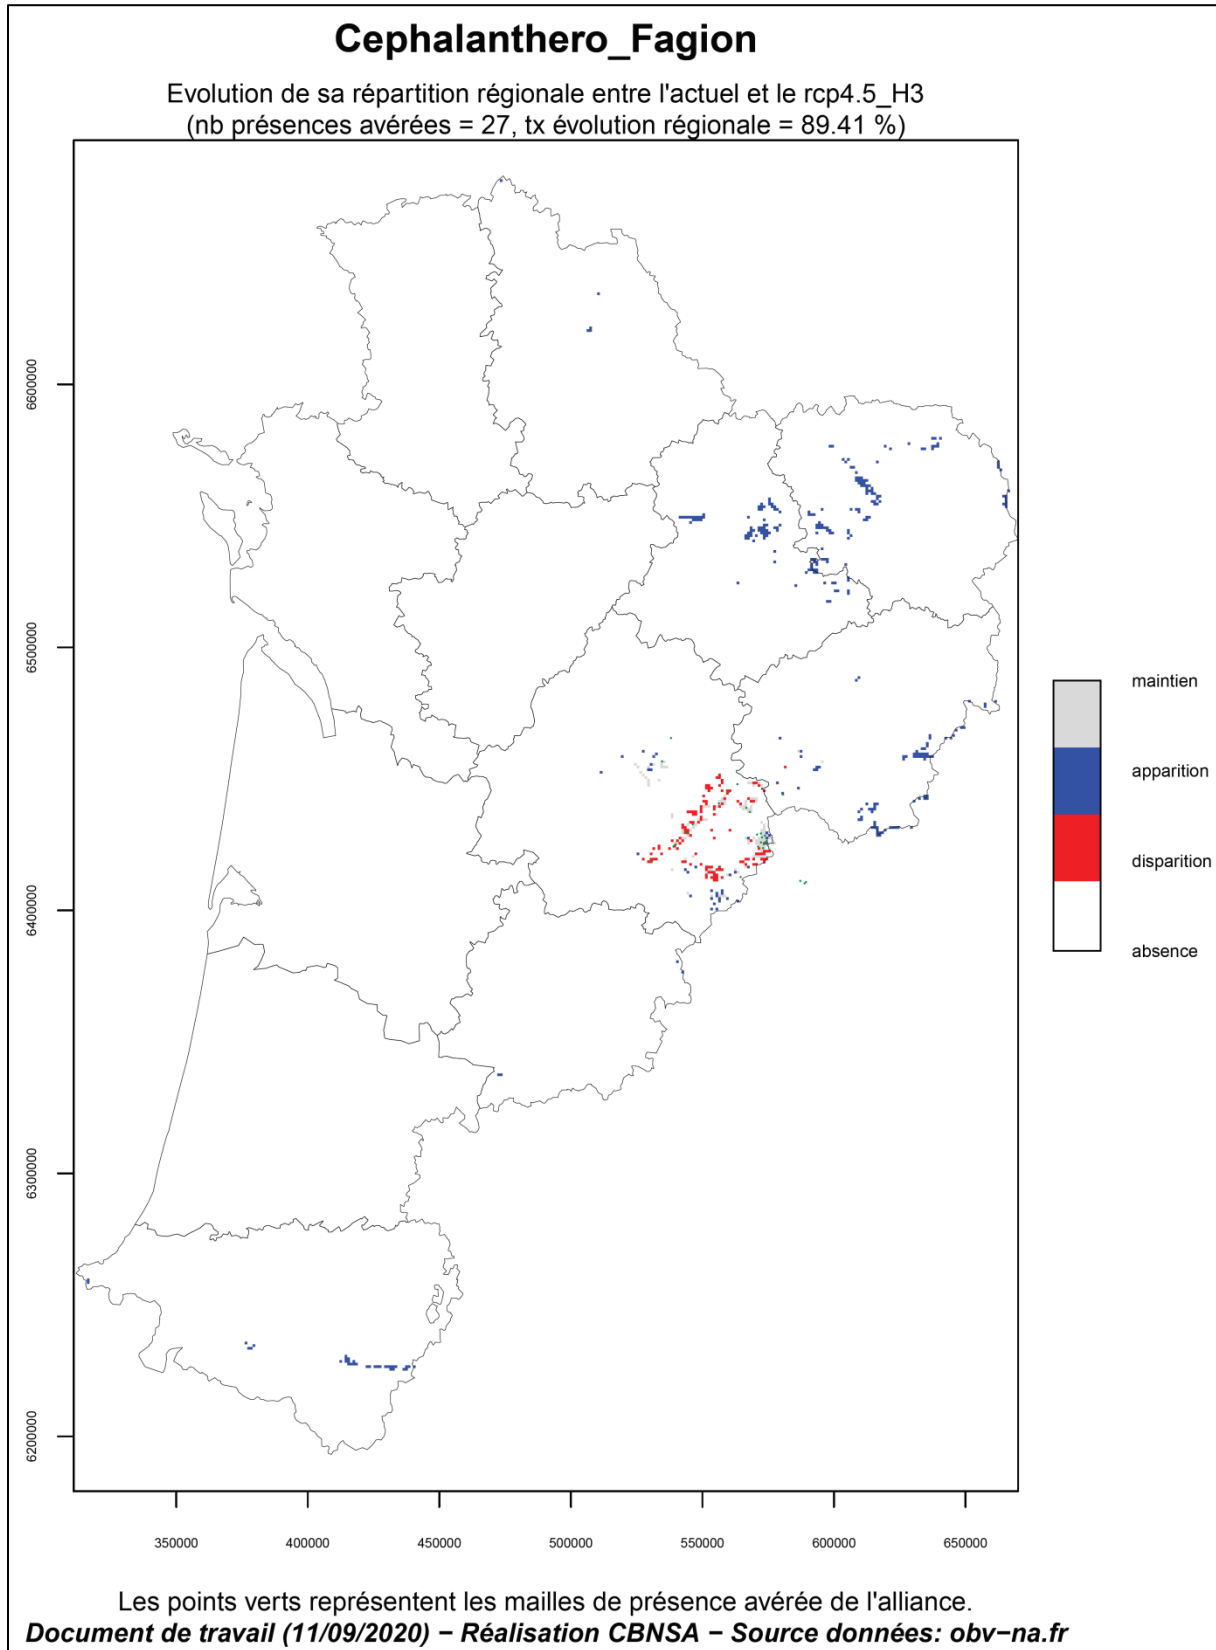 Cephalanthero_Fagion
Evolution de sa répartition régionale entre l'actuel et le rcp4.5_H3
(nb présences avérées = 27, tx évolution régionale = 89.41 %)
6600000
6500000
6400000
6300000
6200000
maintien
apparition
disparition
absence
350000 400000 450000 500000 550000 600000 650000
Les points verts représentent les mailles de présence avérée de l'alliance.
Document de travail (11/09/2020) − Réalisation CBNSA − Source données: obv−na.fr